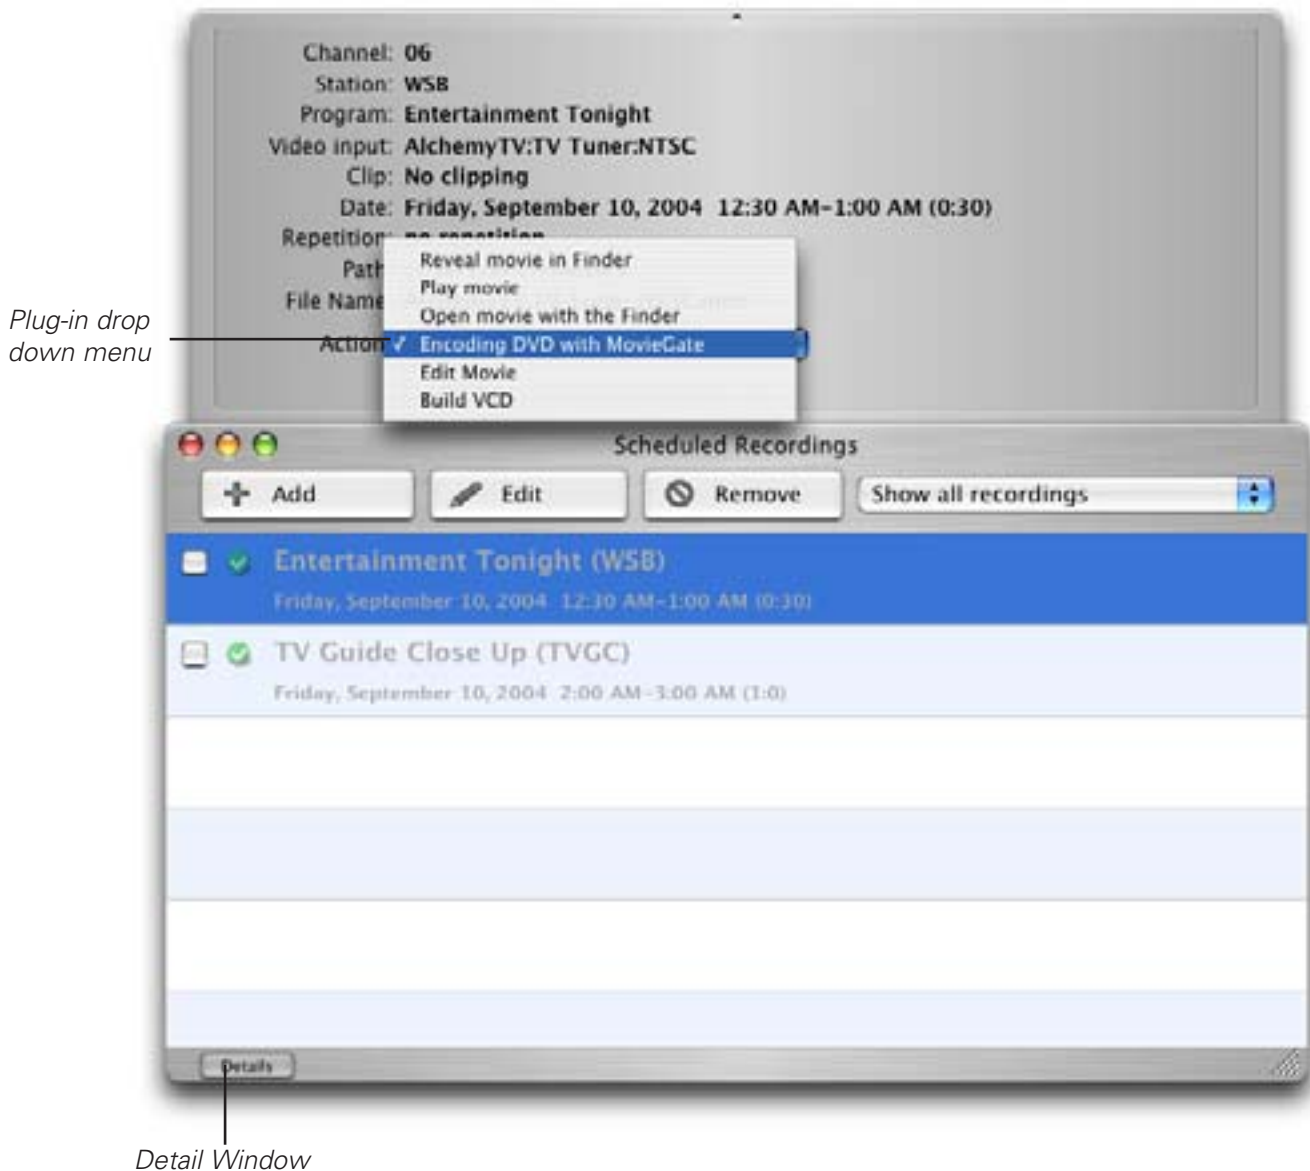 Channel: 06
Station: WSB
Program: Entertainment Tonight
Video input: AlchemyTV:TV Tuner:NTSC
Clip: No clipping
Date: Friday, September 10, 2004 12:30 AM-1:00 AM (0:30)
Repetition: no repetition
Path
File Name
Action
Reveal movie in Finder
Play movie
Open movie with the Finder
✓ Encoding DVD with MovieGate
Edit Movie
Build VCD
Plug-in drop
down menu
Scheduled Recordings
Add Edit Remove Show all recordings
Entertainment Tonight (WSB)
Friday, September 10, 2004 12:30 AM-1:00 AM (0:30)
TV Guide Close Up (TVGC)
Friday, September 10, 2004 2:00 AM-3:00 AM (1:0)
Details
Detail Window